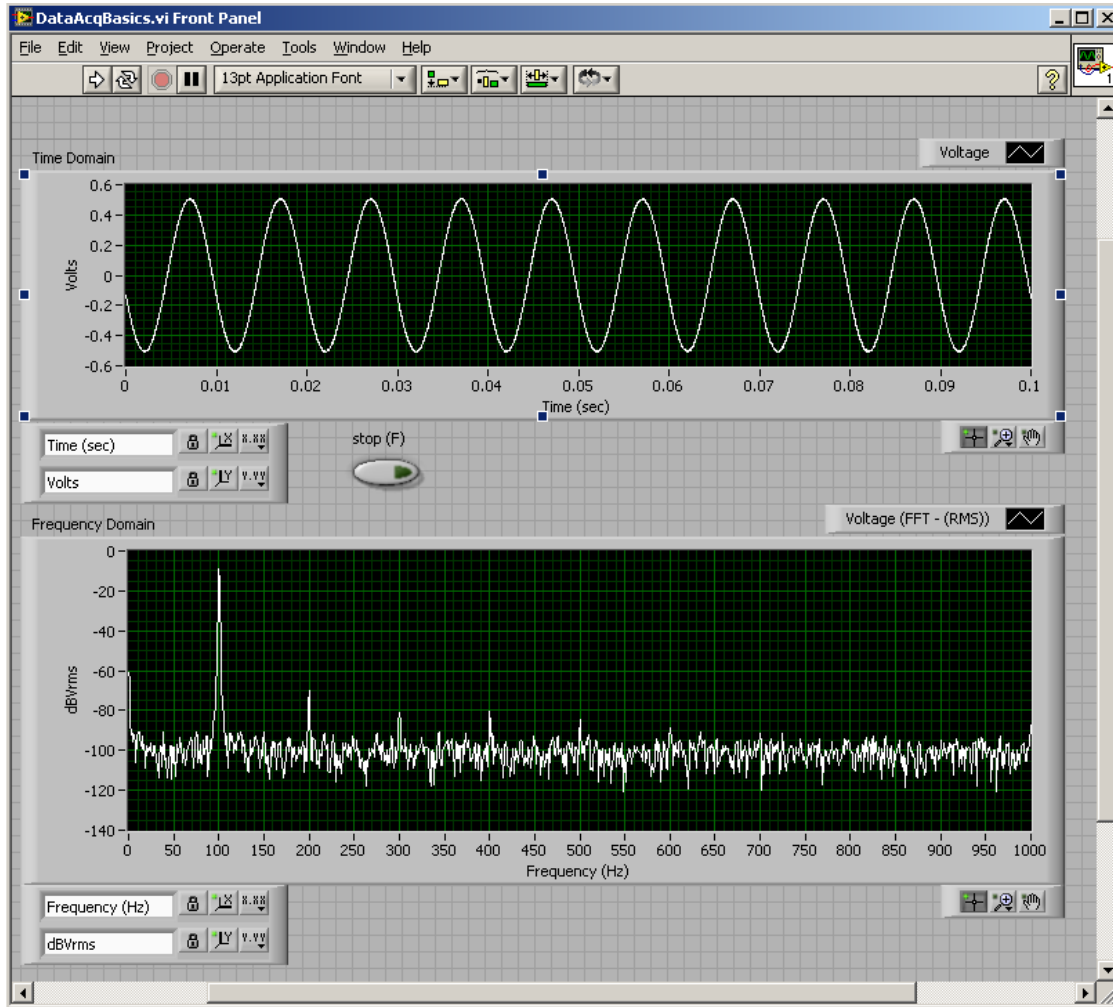 DataAcqBasics.vi Front Panel
File Edit View Project Operate Tools Window Help
13pt Application Font
1
Time Domain
Voltage
0.6
0.4
0.2
0
-0.2
-0.4
-0.6
Volts
0 0.01 0.02 0.03 0.04 0.05 0.06 0.07 0.08 0.09 0.1
Time (sec)
Time (sec)
Volts
stop (F)
Frequency Domain
Voltage (FFT - (RMS))
0
-20
-40
-60
-80
-100
-120
-140
dBVrms
0 50 100 150 200 250 300 350 400 450 500 550 600 650 700 750 800 850 900 950 1000
Frequency (Hz)
Frequency (Hz)
dBVrms